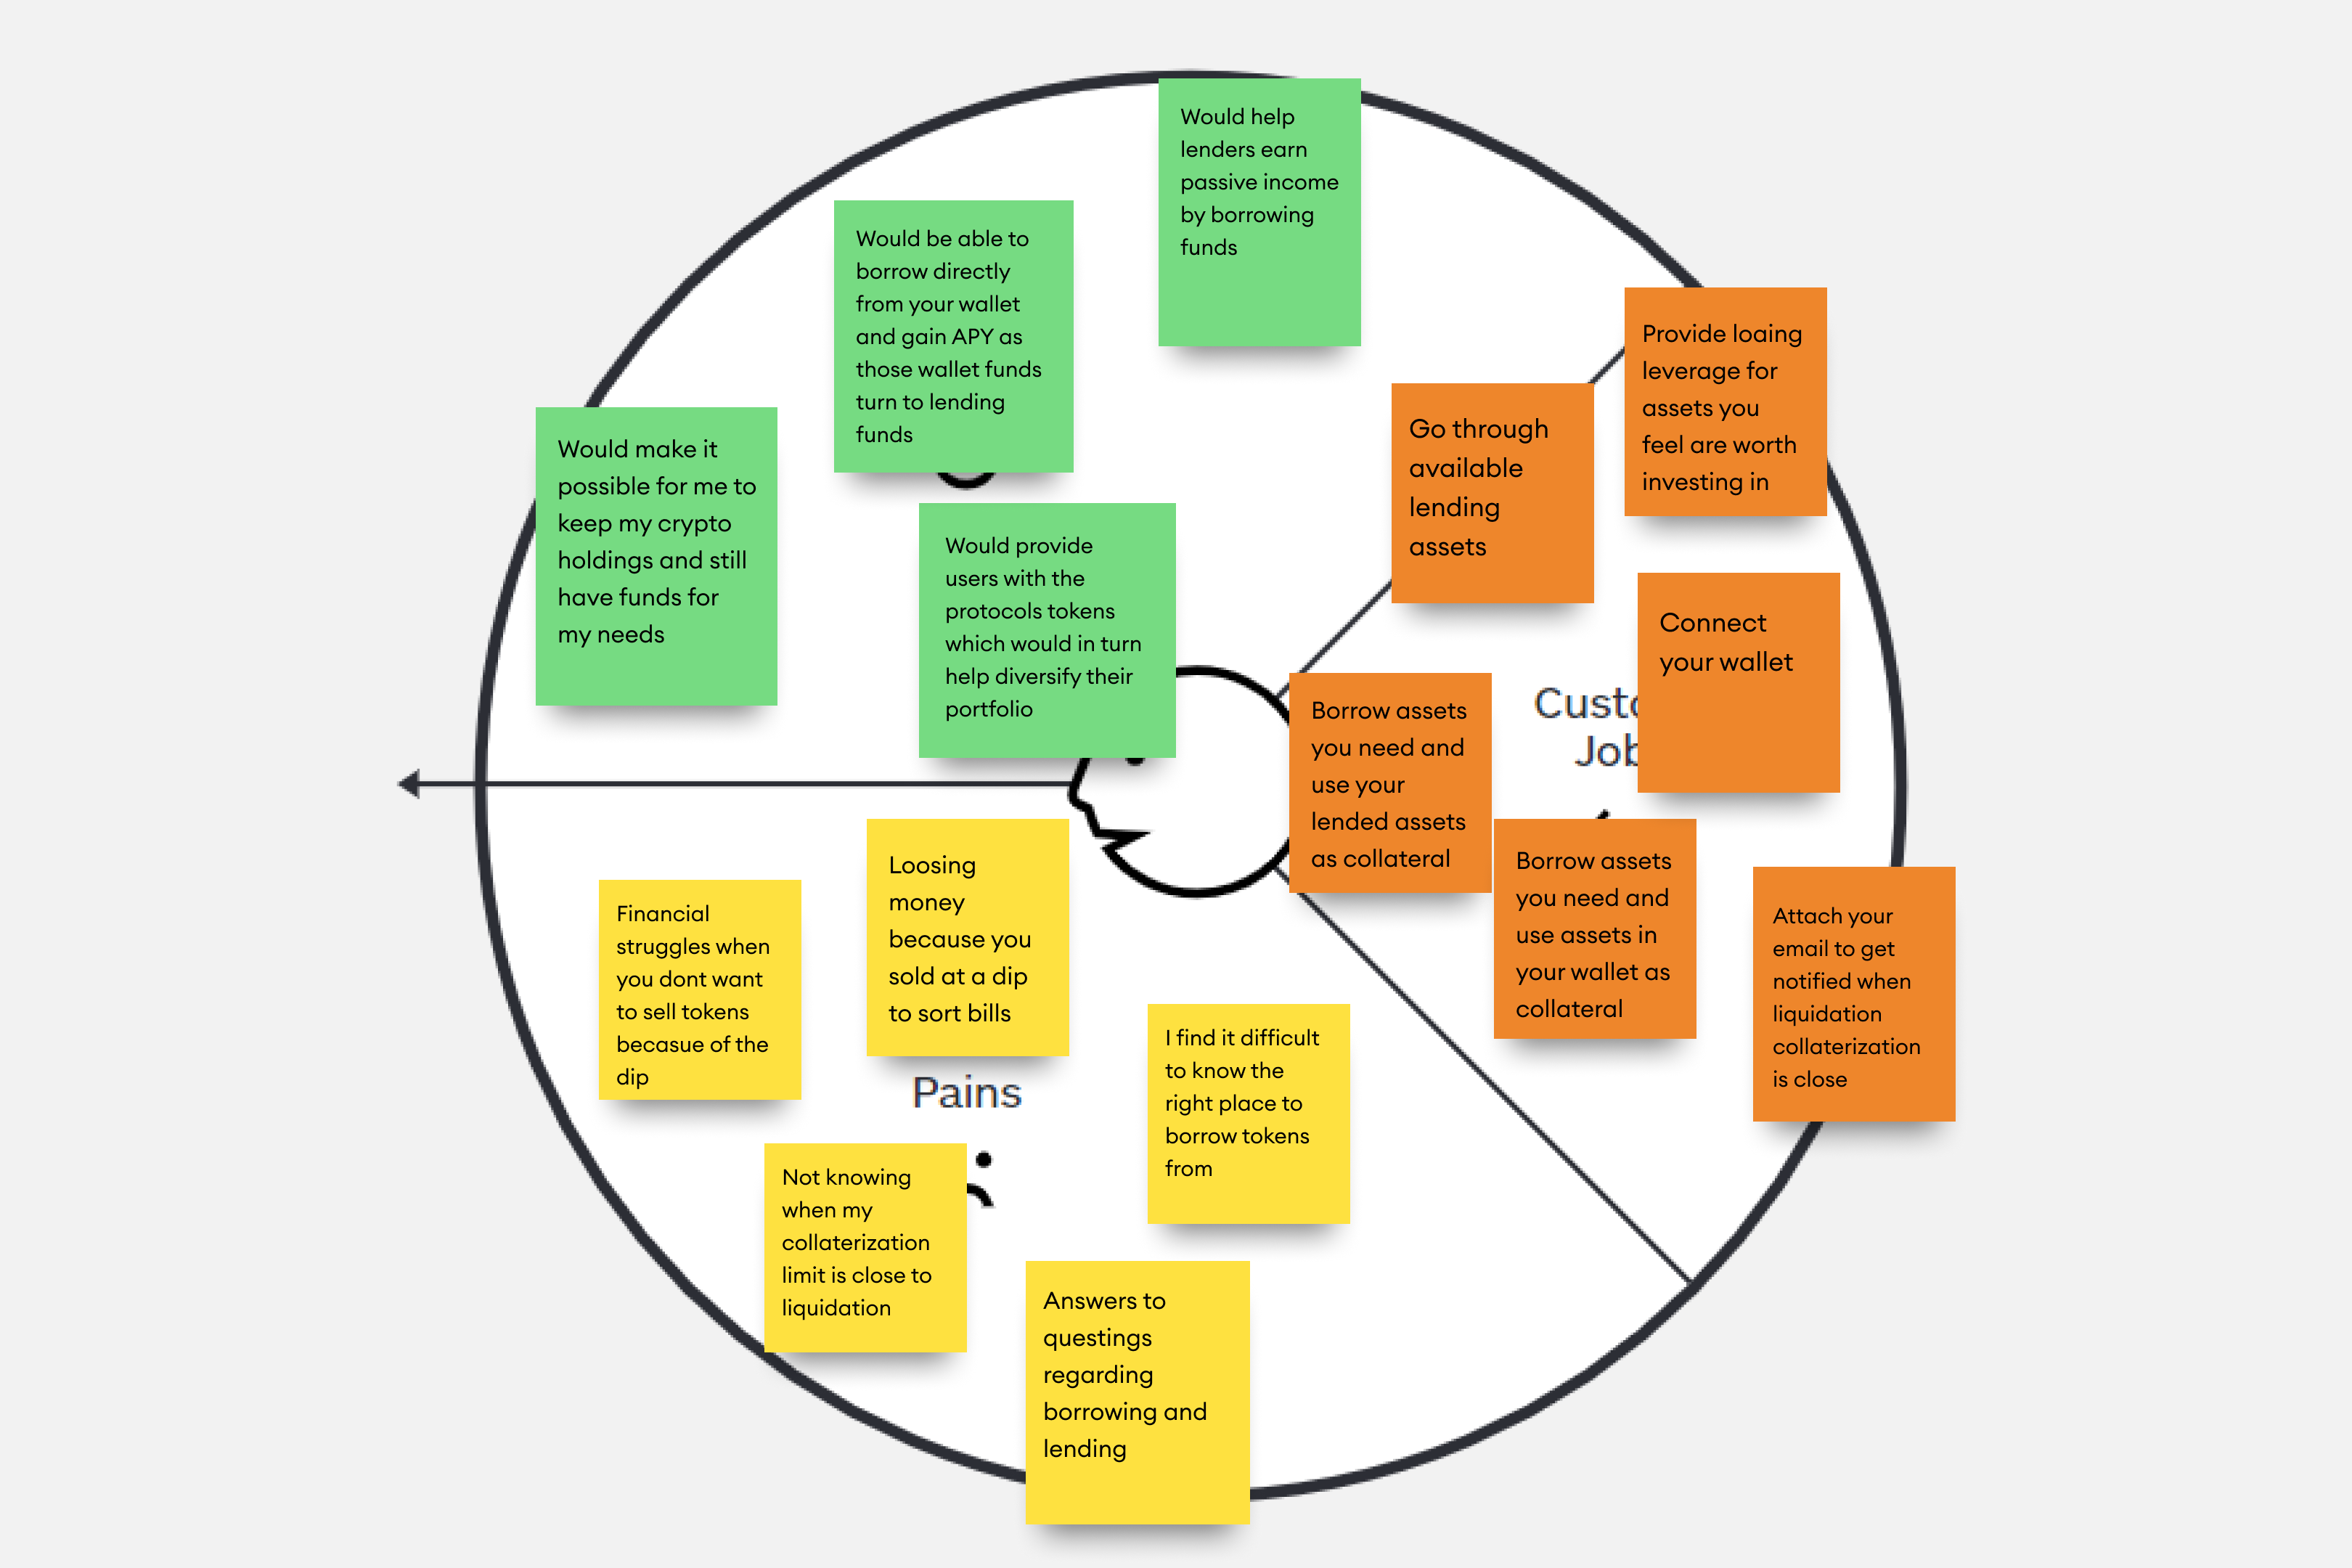 Would help
lenders earn
passive income
by borrowing
funds
Would be able to
borrow directly
from your wallet
and gain APY as
those wallet funds
turn to lending
funds
Would make it
possible for me to
keep my crypto
holdings and still
have funds for
my needs
Would provide
users with the
protocols tokens
which would in turn
help diversify their
portfolio
Provide loaing
leverage for
assets you
feel are worth
investing in
Go through
available
lending
assets
Connect
your wallet
Custo
Job
Borrow assets
you need and
use your
lended assets
as collateral
Borrow assets
you need and
use assets in
your wallet as
collateral
Attach your
email to get
notified when
liquidation
collaterization
is close
Loosing
money
because you
sold at a dip
to sort bills
Financial
struggles when
you dont want
to sell tokens
becasue of the
dip
Pains
I find it difficult
to know the
right place to
borrow tokens
from
Not knowing
when my
collaterization
limit is close to
liquidation
Answers to
questings
regarding
borrowing and
lending